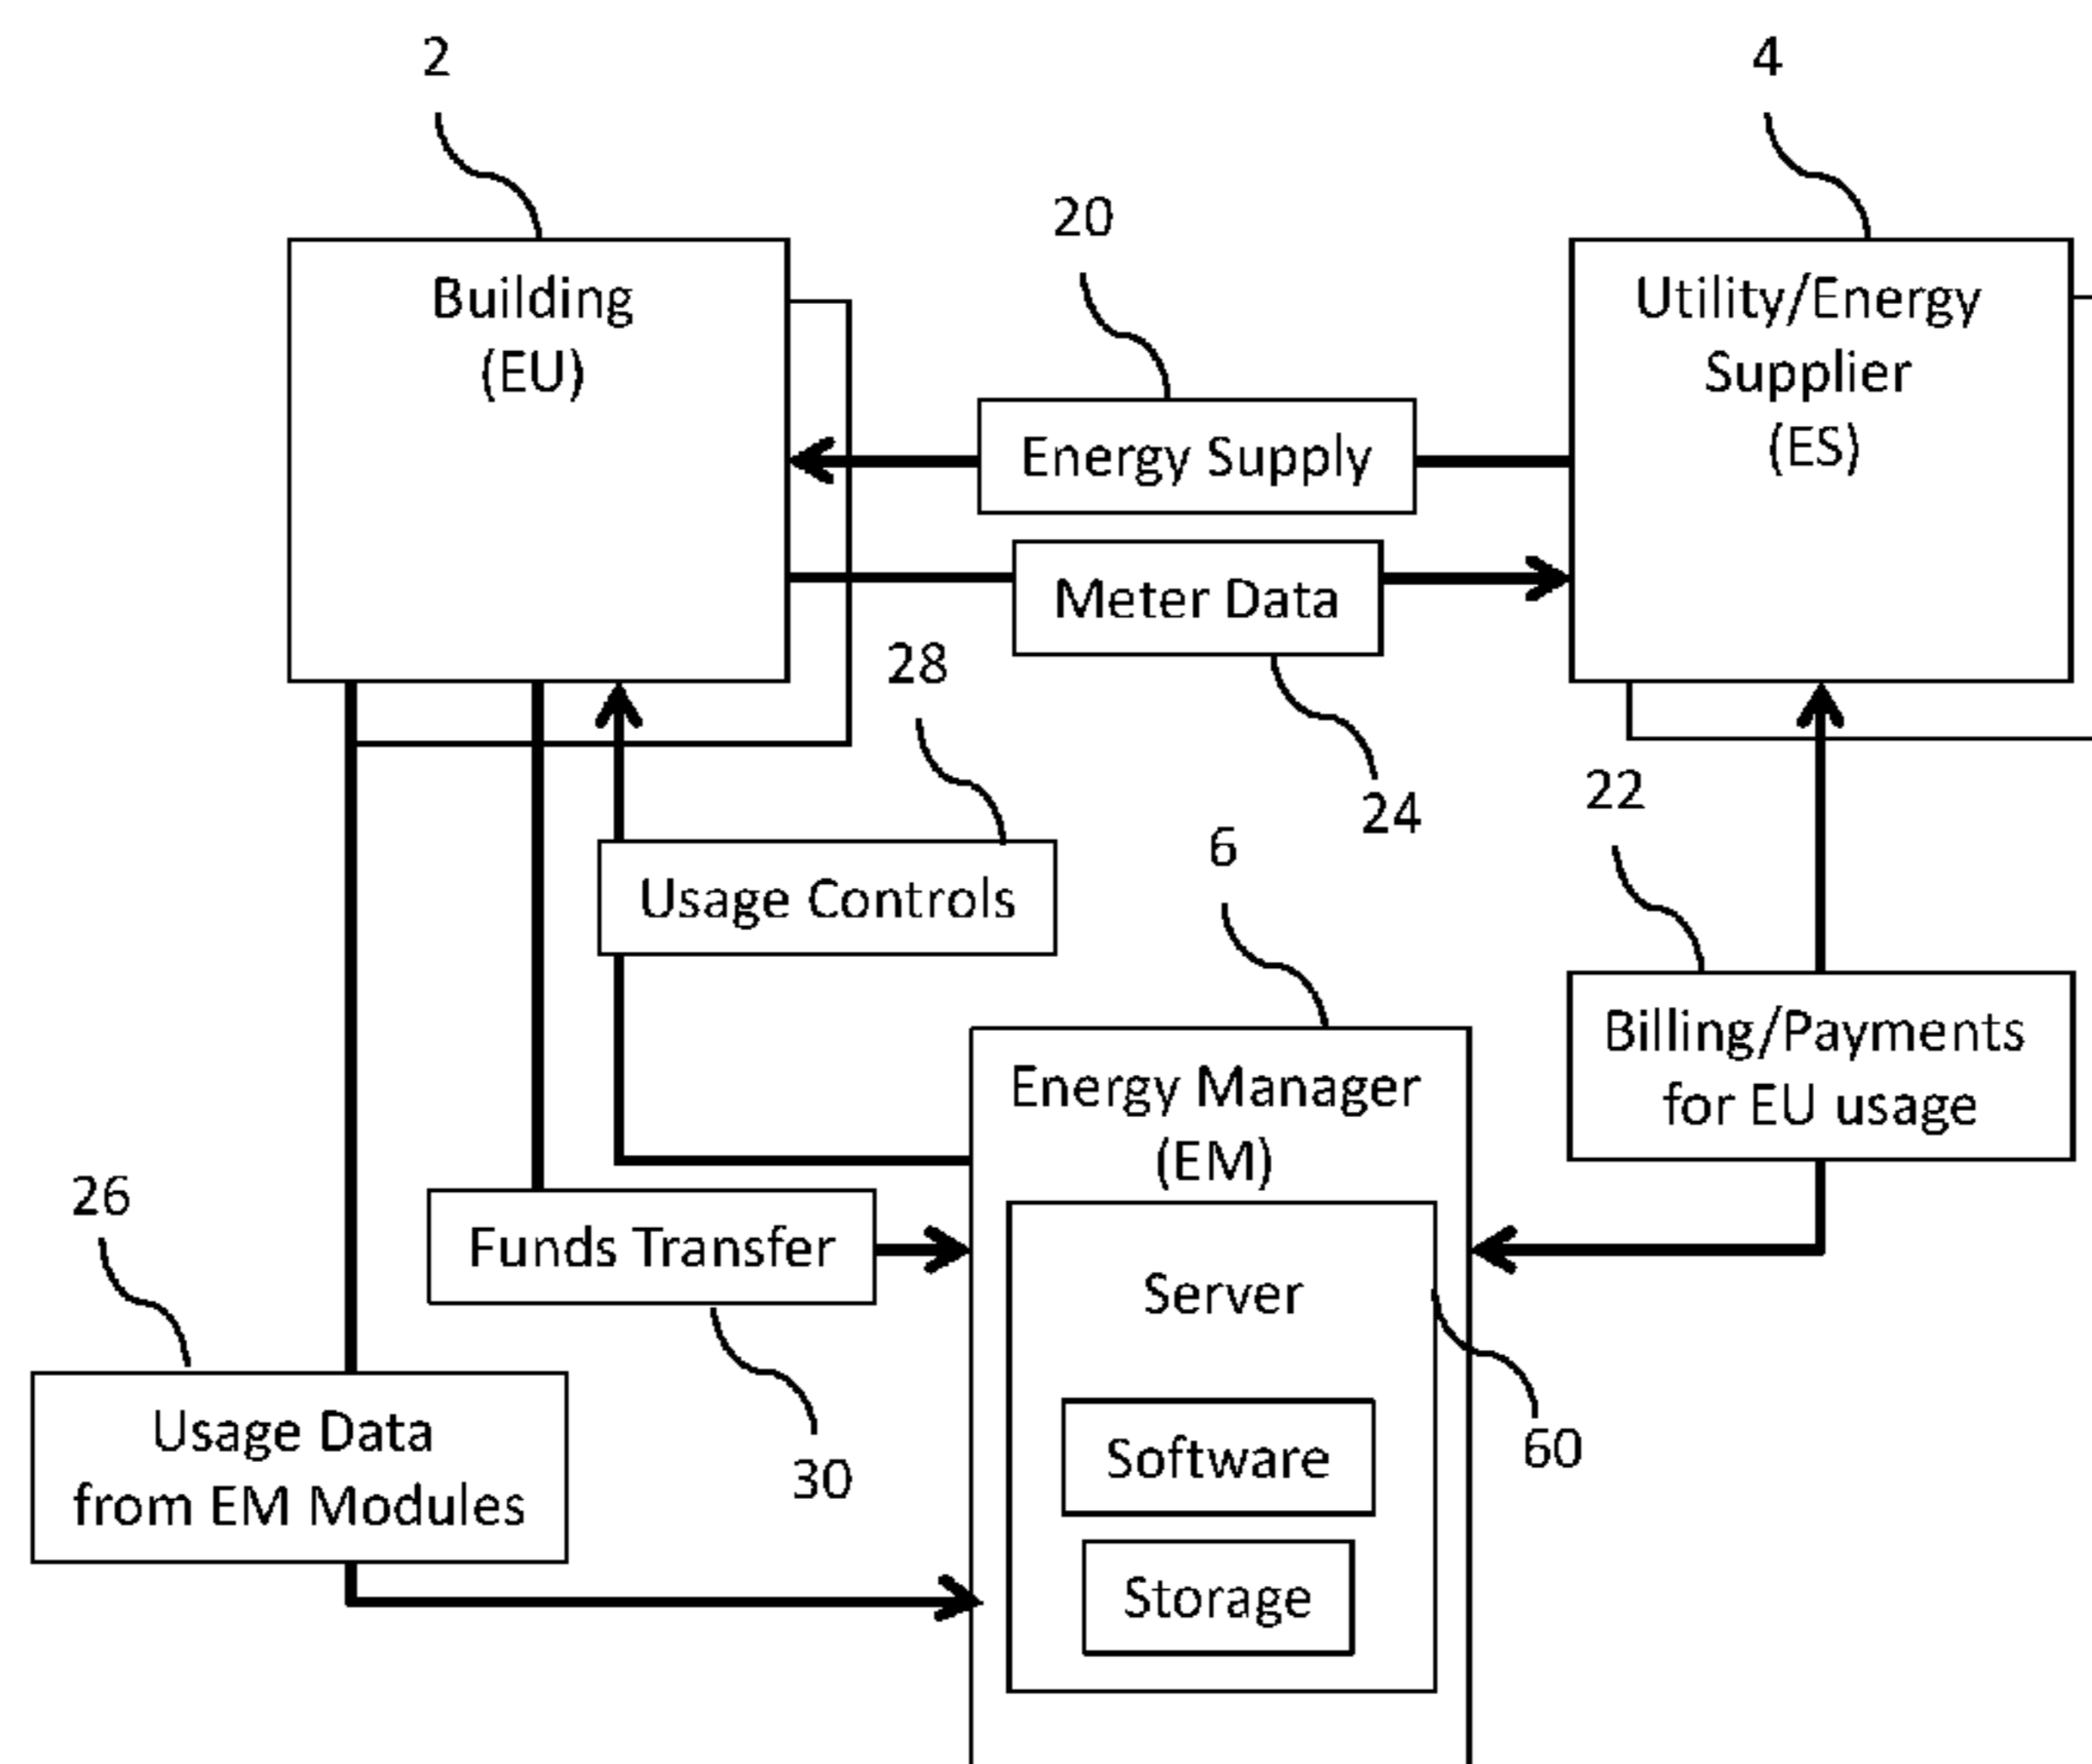 2
4
20
Building
(EU)
Utility/Energy
Supplier
(ES)
Energy Supply
Meter Data
28
24
22
6
Usage Controls
Billing/Payments
for EU usage
Energy Manager
(EM)
26
Funds Transfer
Server
30
60
Usage Data
from EM Modules
Software
Storage